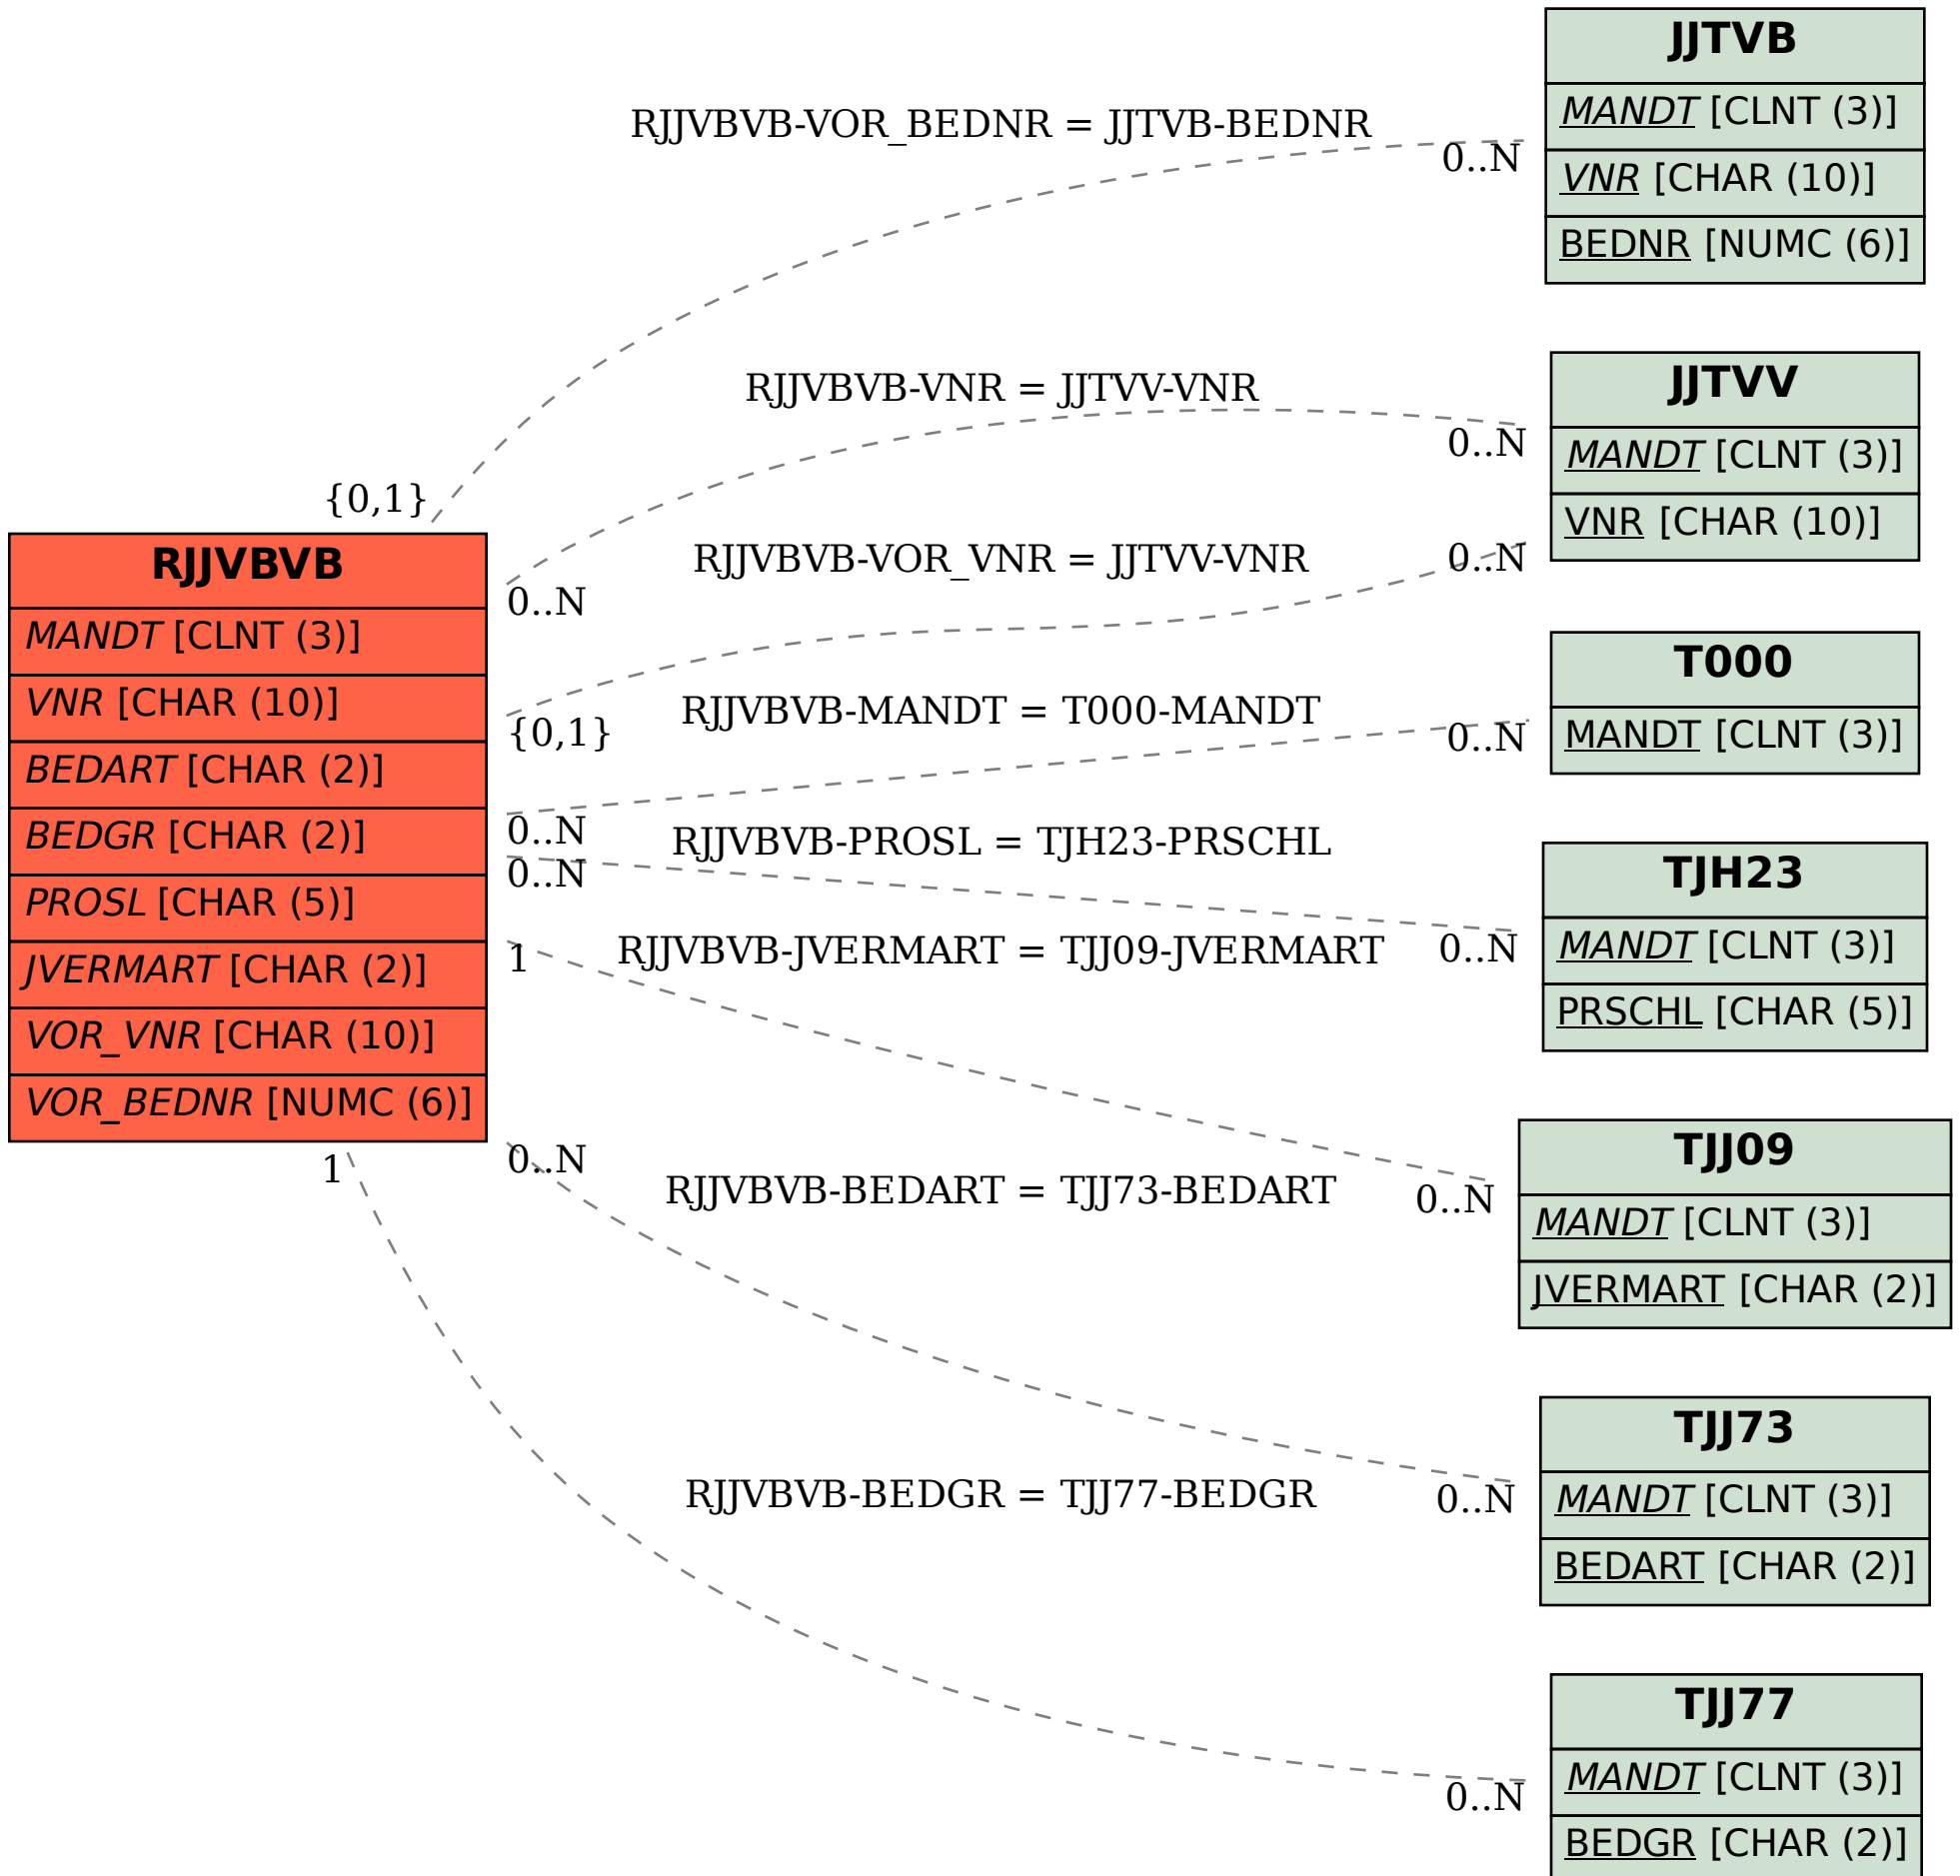 JJTVB
MANDT [CLNT (3)]
VNR [CHAR (10)]
BEDNR [NUMC (6)]
RJJVBVB-VOR_BEDNR = JJTVB-BEDNR
0..N
{0,1}
JJTVV
MANDT [CLNT (3)]
VNR [CHAR (10)]
RJJVBVB-VNR = JJTVV-VNR
0..N
0..N
RJJVBVB-VOR_VNR = JJTVV-VNR
0..N
{0,1}
RJJVBVB
MANDT [CLNT (3)]
VNR [CHAR (10)]
BEDART [CHAR (2)]
BEDGR [CHAR (2)]
PROSL [CHAR (5)]
JVERMART [CHAR (2)]
VOR_VNR [CHAR (10)]
VOR_BEDNR [NUMC (6)]
T000
MANDT [CLNT (3)]
RJJVBVB-MANDT = T000-MANDT
0..N
0..N
TJH23
MANDT [CLNT (3)]
PRSCHL [CHAR (5)]
RJJVBVB-PROSL = TJH23-PRSCHL
0..N
0..N
TJJ09
MANDT [CLNT (3)]
JVERMART [CHAR (2)]
RJJVBVB-JVERMART = TJJ09-JVERMART
0..N
1
TJJ73
MANDT [CLNT (3)]
BEDART [CHAR (2)]
RJJVBVB-BEDART = TJJ73-BEDART
0..N
0..N
TJJ77
MANDT [CLNT (3)]
BEDGR [CHAR (2)]
RJJVBVB-BEDGR = TJJ77-BEDGR
0..N
1